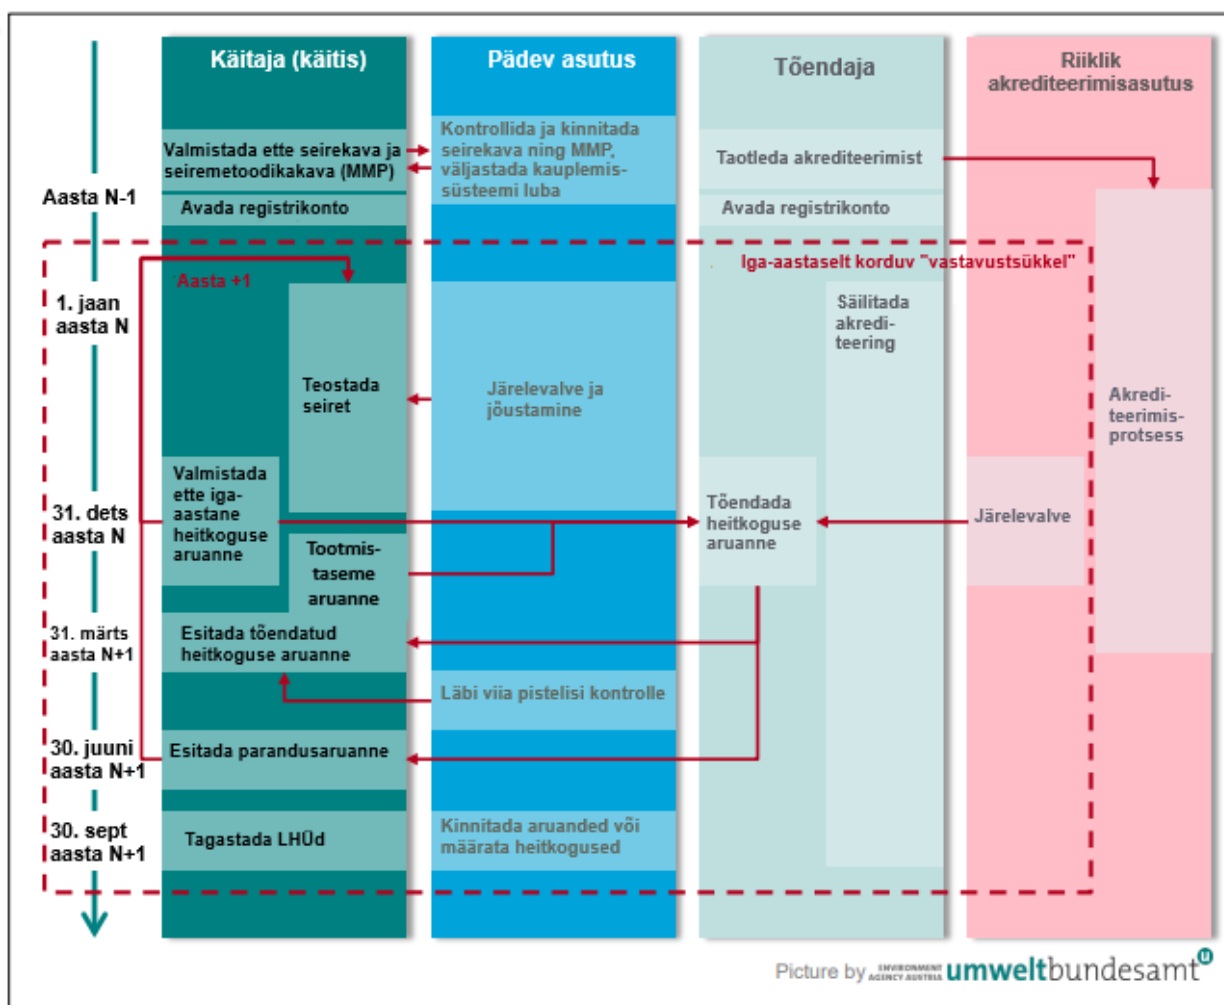 Käitaja (käitis)
Pädev asutus
Tõendaja
Riiklik
akrediteerimisasutus
Aasta N-1
Valmistada ette seirekava ja
seiremetoodikakava (MMP)
Kontrollida ja kinnitada
seirekava ning MMP,
väljastada kauplemis-
süsteemi luba
Taotleda akrediteerimist
Avada registrikonto
Avada registrikonto
Iga-aastaselt korduv "vastavustsükkel"
Aasta +1
1. jaan
aasta N
Säilitada
akredi-
teering
Teostada
seiret
Järelevalve ja
jõustamine
Akredi-
teerimis-
protsess
31. dets
aasta N
Valmistada
ette iga-
aastane
heitkoguse
aruanne
Tõendada
heitkoguse
aruanne
Järelevalve
Tootmis-
taseme
aruanne
31. märts
aasta N+1
Esitada tõendatud
heitkoguse aruanne
Läbi viia pistelisi kontrolle
30. juuni
aasta N+1
Esitada parandusaruanne
30. sept
aasta N+1
Tagastada LHÜd
Kinnitada aruanded või
määrata heitkogused
Picture by ENVIRONMENT AGENCY AUSTRIA umweltbundesamt u